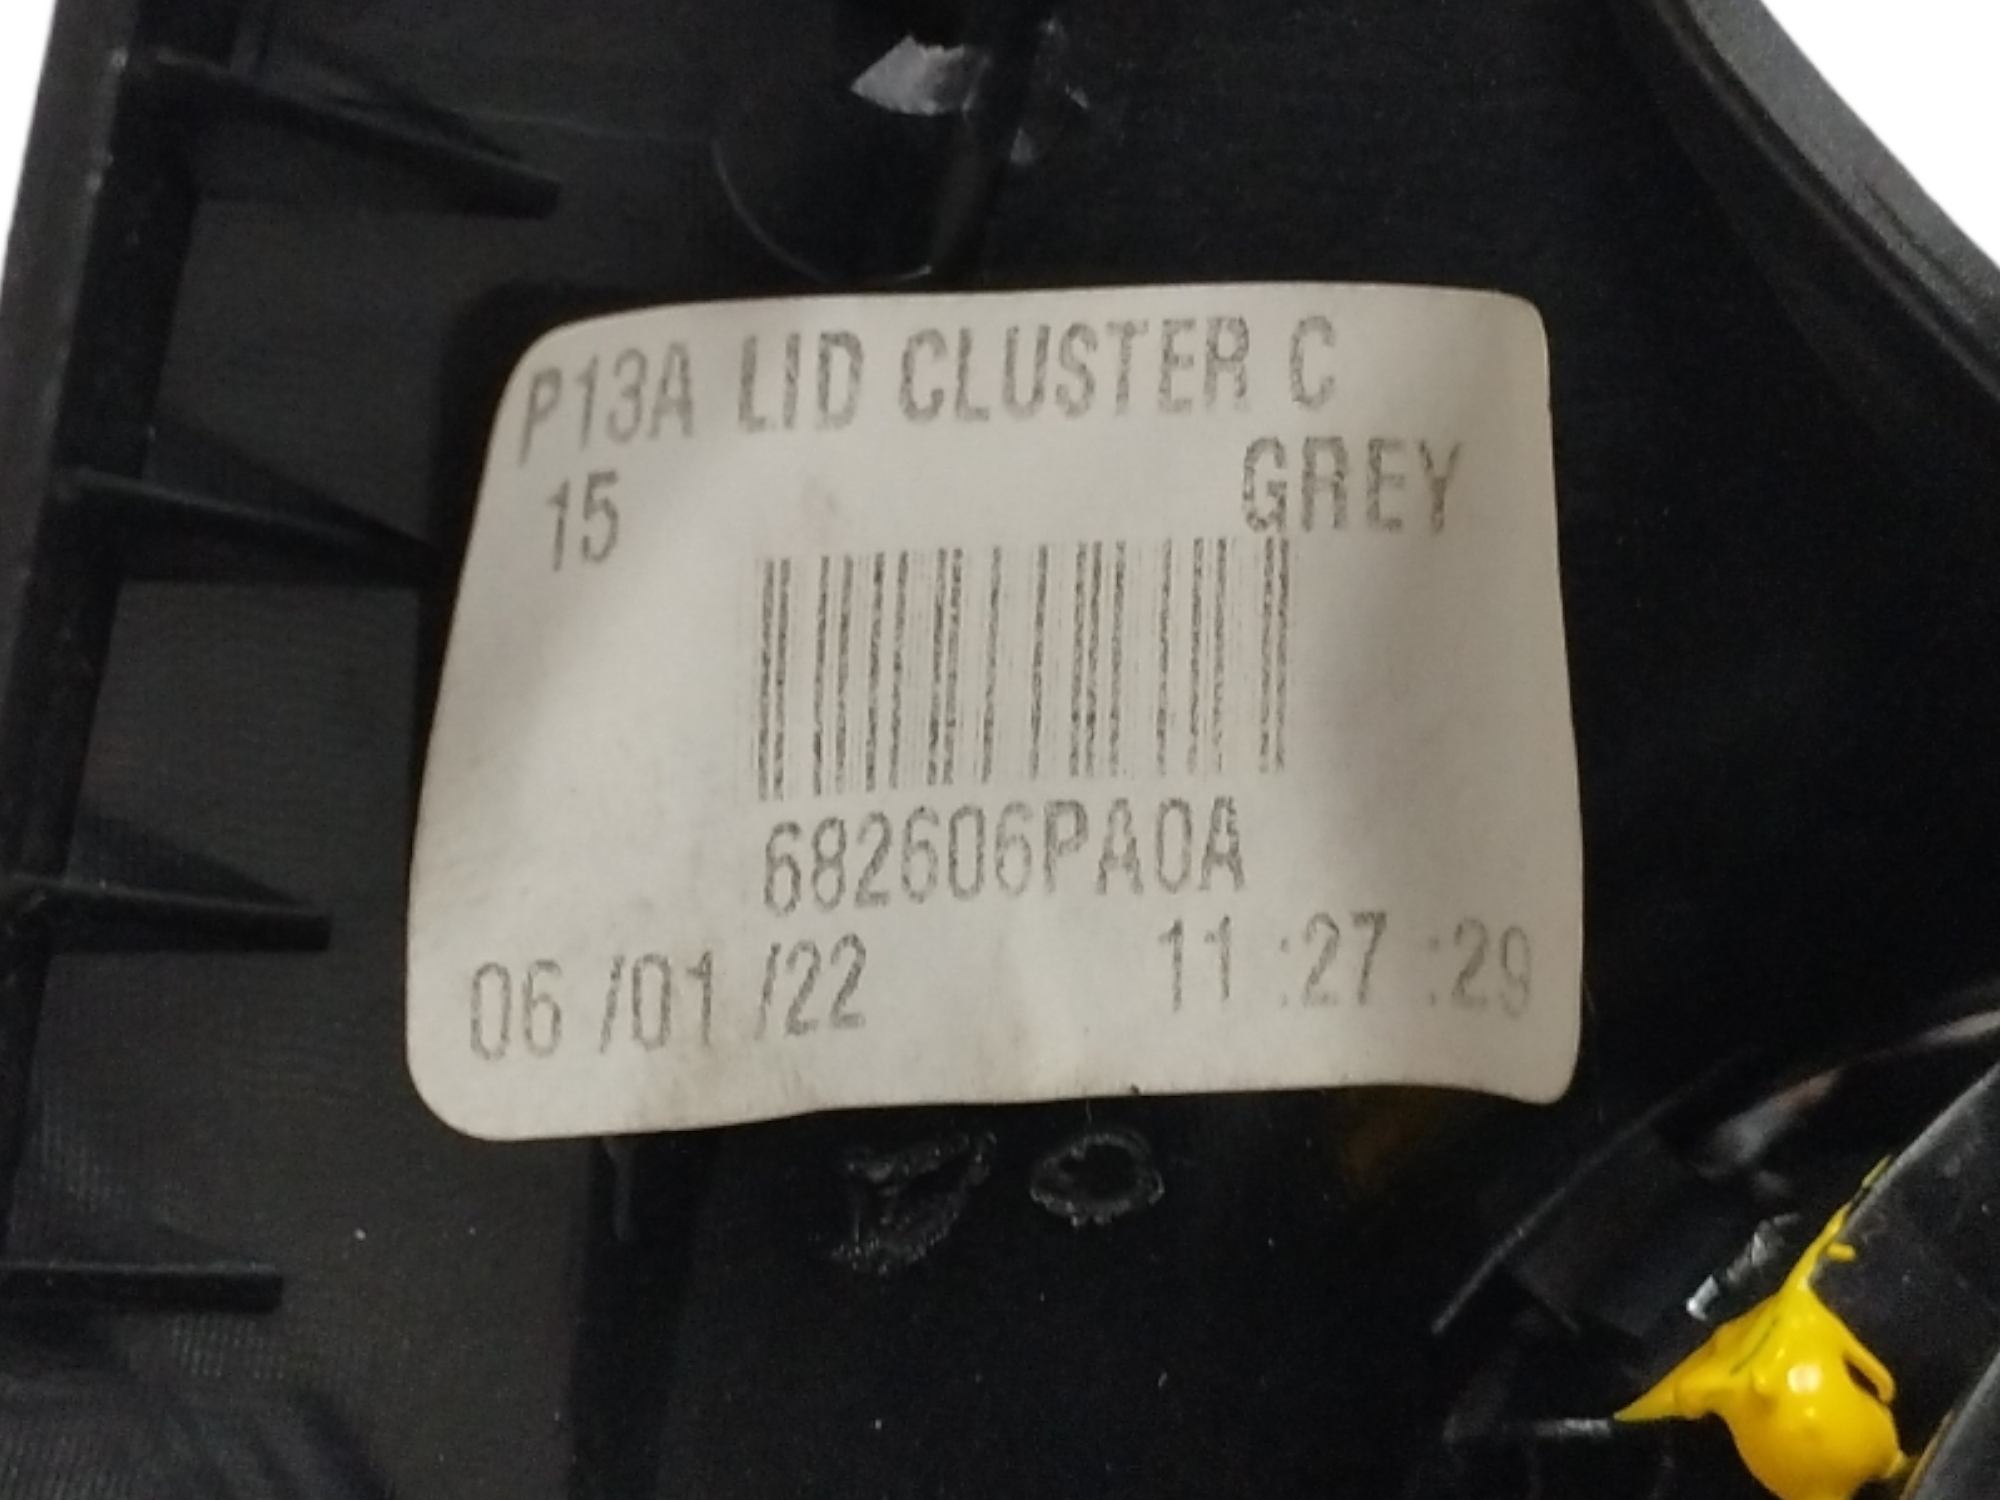 P13A LID CLUSTER C
15 GREY
682606PA0A
06 /01 /22 11 :27 :29